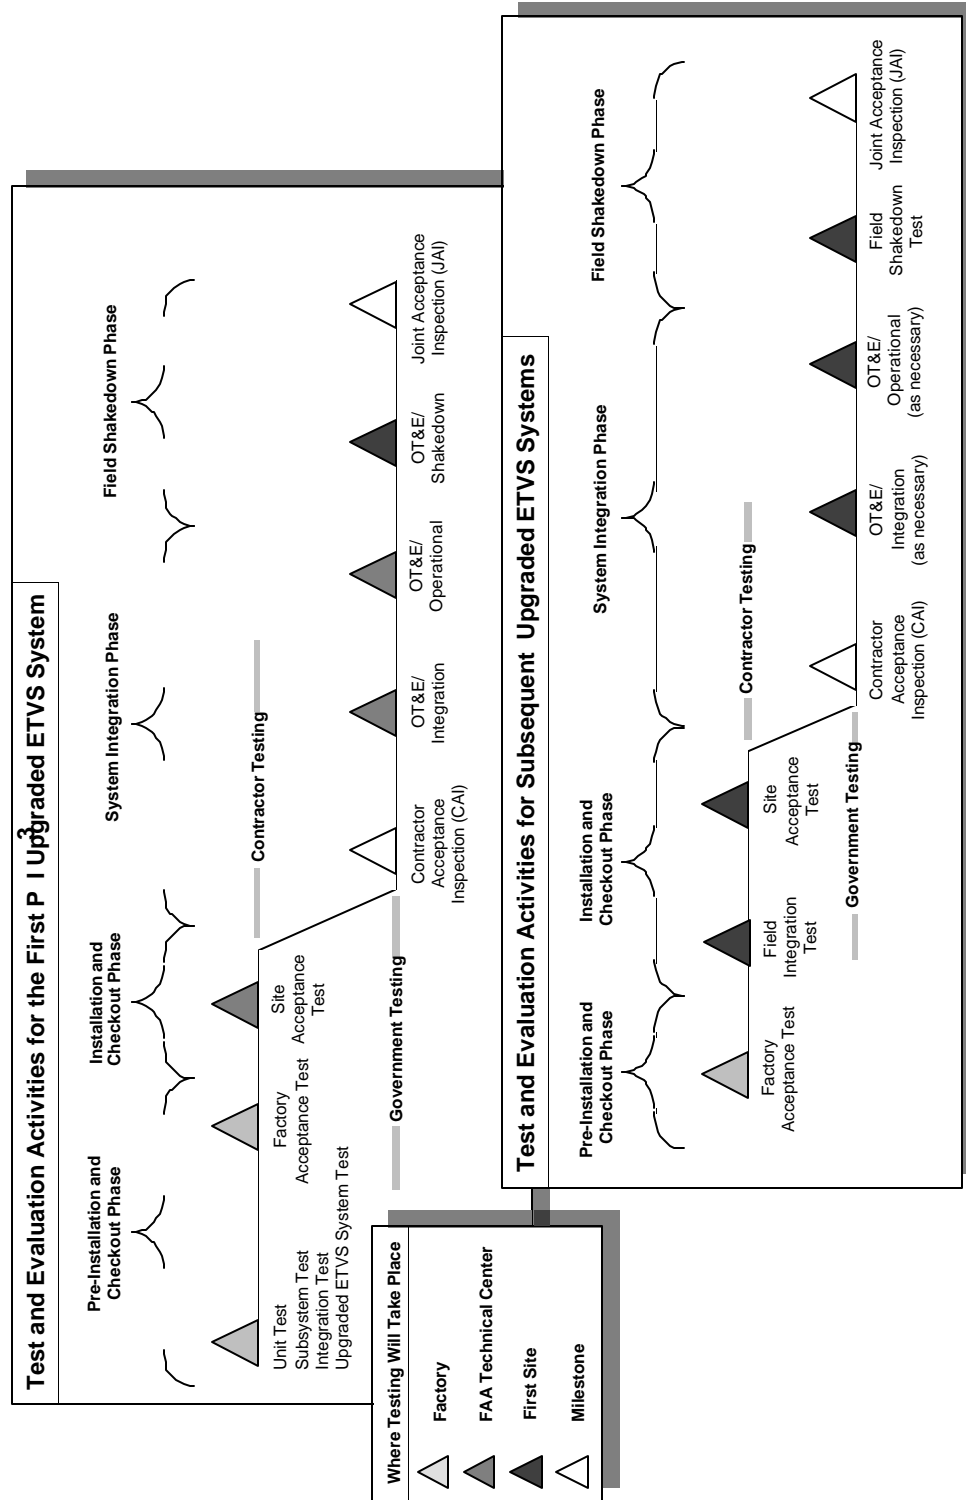 Test and Evaluation Activities for the First P3I Upgraded ETVS System
Pre-Installation and
Checkout Phase
Installation and
Checkout Phase
System Integration Phase
Field Shakedown Phase
Unit Test
Subsystem Test
Integration Test
Upgraded ETVS System Test
Factory
Acceptance Test
Site
Acceptance
Test
Contractor Testing
Government Testing
Contractor
Acceptance
Inspection (CAI)
OT&E/
Integration
OT&E/
Operational
OT&E/
Shakedown
Joint Acceptance
Inspection (JAI)
Where Testing Will Take Place
Factory
FAA Technical Center
First Site
Milestone
Test and Evaluation Activities for Subsequent Upgraded ETVS Systems
Pre-Installation and
Checkout Phase
Installation and
Checkout Phase
System Integration Phase
Field Shakedown Phase
Factory
Acceptance Test
Field
Integration
Test
Site
Acceptance
Test
Contractor Testing
Government Testing
Contractor
Acceptance
Inspection (CAI)
OT&E/
Integration
(as necessary)
OT&E/
Operational
(as necessary)
Field
Shakedown
Test
Joint Acceptance
Inspection (JAI)